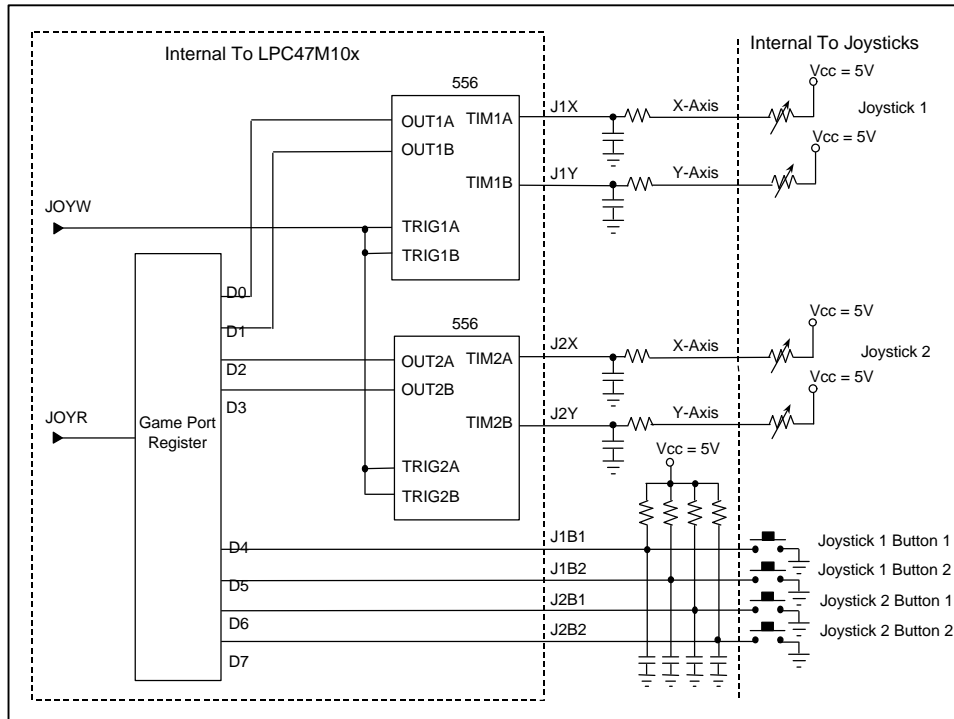 Internal To LPC47M10x
Internal To Joysticks
Vcc = 5V
556
J1X
X-Axis
Joystick 1
OUT1A
TIM1A
OUT1B
Vcc = 5V
J1Y
Y-Axis
TIM1B
JOYW
TRIG1A
TRIG1B
D0
D1
556
Vcc = 5V
J2X
X-Axis
Joystick 2
D2
OUT2A
TIM2A
OUT2B
Vcc = 5V
D3
J2Y
Y-Axis
TIM2B
JOYR
Game Port
Register
Vcc = 5V
TRIG2A
TRIG2B
D4
J1B1
Joystick 1 Button 1
D5
J1B2
Joystick 1 Button 2
D6
J2B1
Joystick 2 Button 1
D7
J2B2
Joystick 2 Button 2